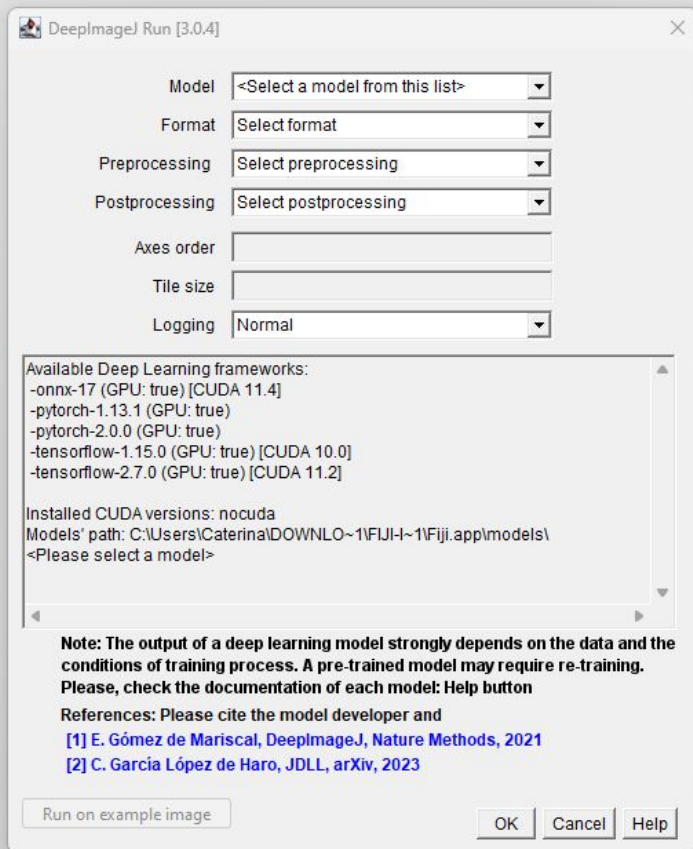 DeepImageJ Run [3.0.4]
Model <Select a model from this list>
Format Select format
Preprocessing Select preprocessing
Postprocessing Select postprocessing
Axes order
Tile size
Logging Normal
Available Deep Learning frameworks:
-onnx-17 (GPU: true) [CUDA 11.4]
-pytorch-1.13.1 (GPU: true)
-pytorch-2.0.0 (GPU: true)
-tensorflow-1.15.0 (GPU: true) [CUDA 10.0]
-tensorflow-2.7.0 (GPU: true) [CUDA 11.2]
Installed CUDA versions: nocuda
Models' path: C:\Users\Caterina\DOWNLO~1\FIJI-I~1\Fiji.app\models\
<Please select a model>
Note: The output of a deep learning model strongly depends on the data and the
conditions of training process. A pre-trained model may require re-training.
Please, check the documentation of each model: Help button
References: Please cite the model developer and
[1] E. Gómez de Mariscal, DeepImageJ, Nature Methods, 2021
[2] C. García López de Haro, JDLL, arXiv, 2023
Run on example image OK Cancel Help